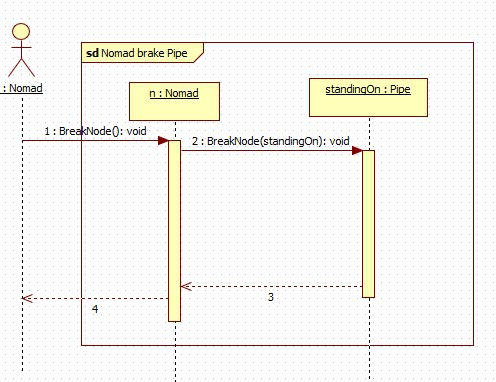 sd Nomad brake Pipe
: Nomad
n : Nomad
standingOn : Pipe
1 : BreakNode(): void
2 : BreakNode(standingOn): void
3
4